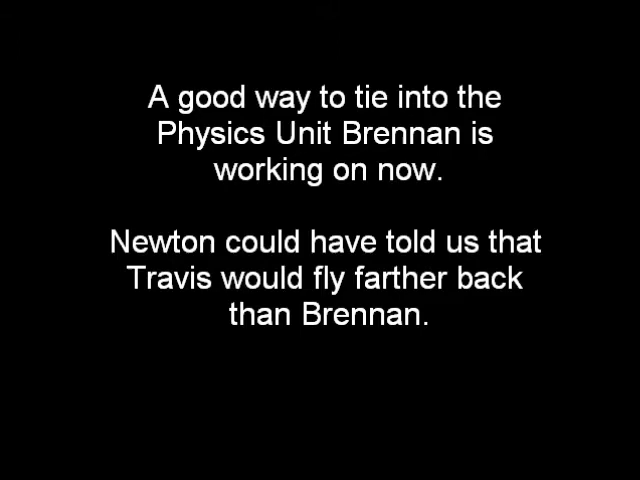 A good way to tie into the
Physics Unit Brennan is
working on now.
Newton could have told us that
Travis would fly farther back
than Brennan.